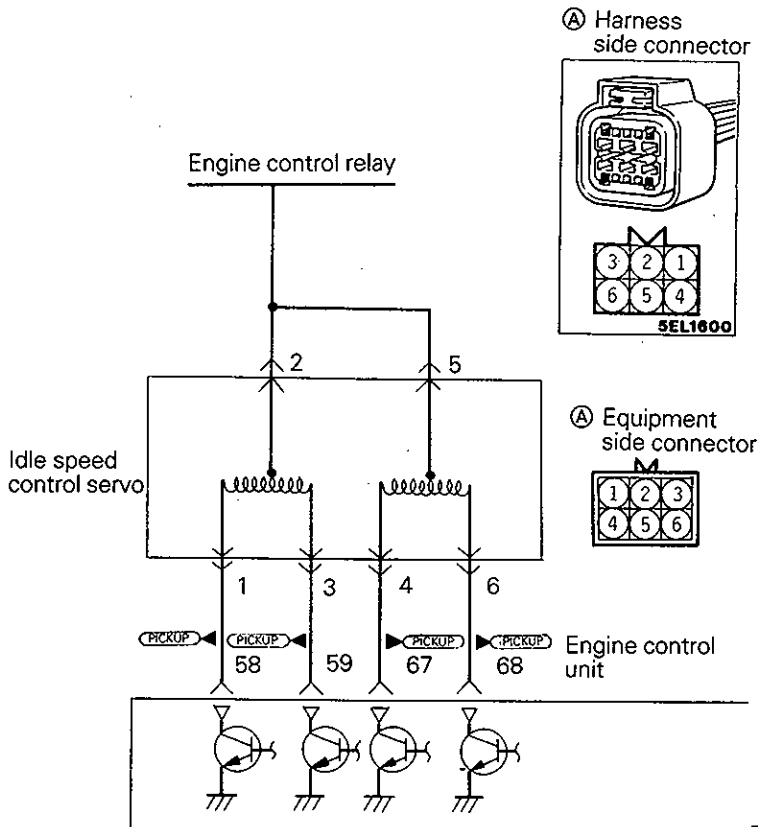 Ⓐ Harness
side connector
3 2 1
6 5 4
5EL1600
Engine control relay
2 5
Ⓐ Equipment
side connector
1 2 3
4 5 6
Idle speed
control servo
1 3 4 6
PICKUP PICKUP PICKUP PICKUP
58 59 67 68
Engine control
unit